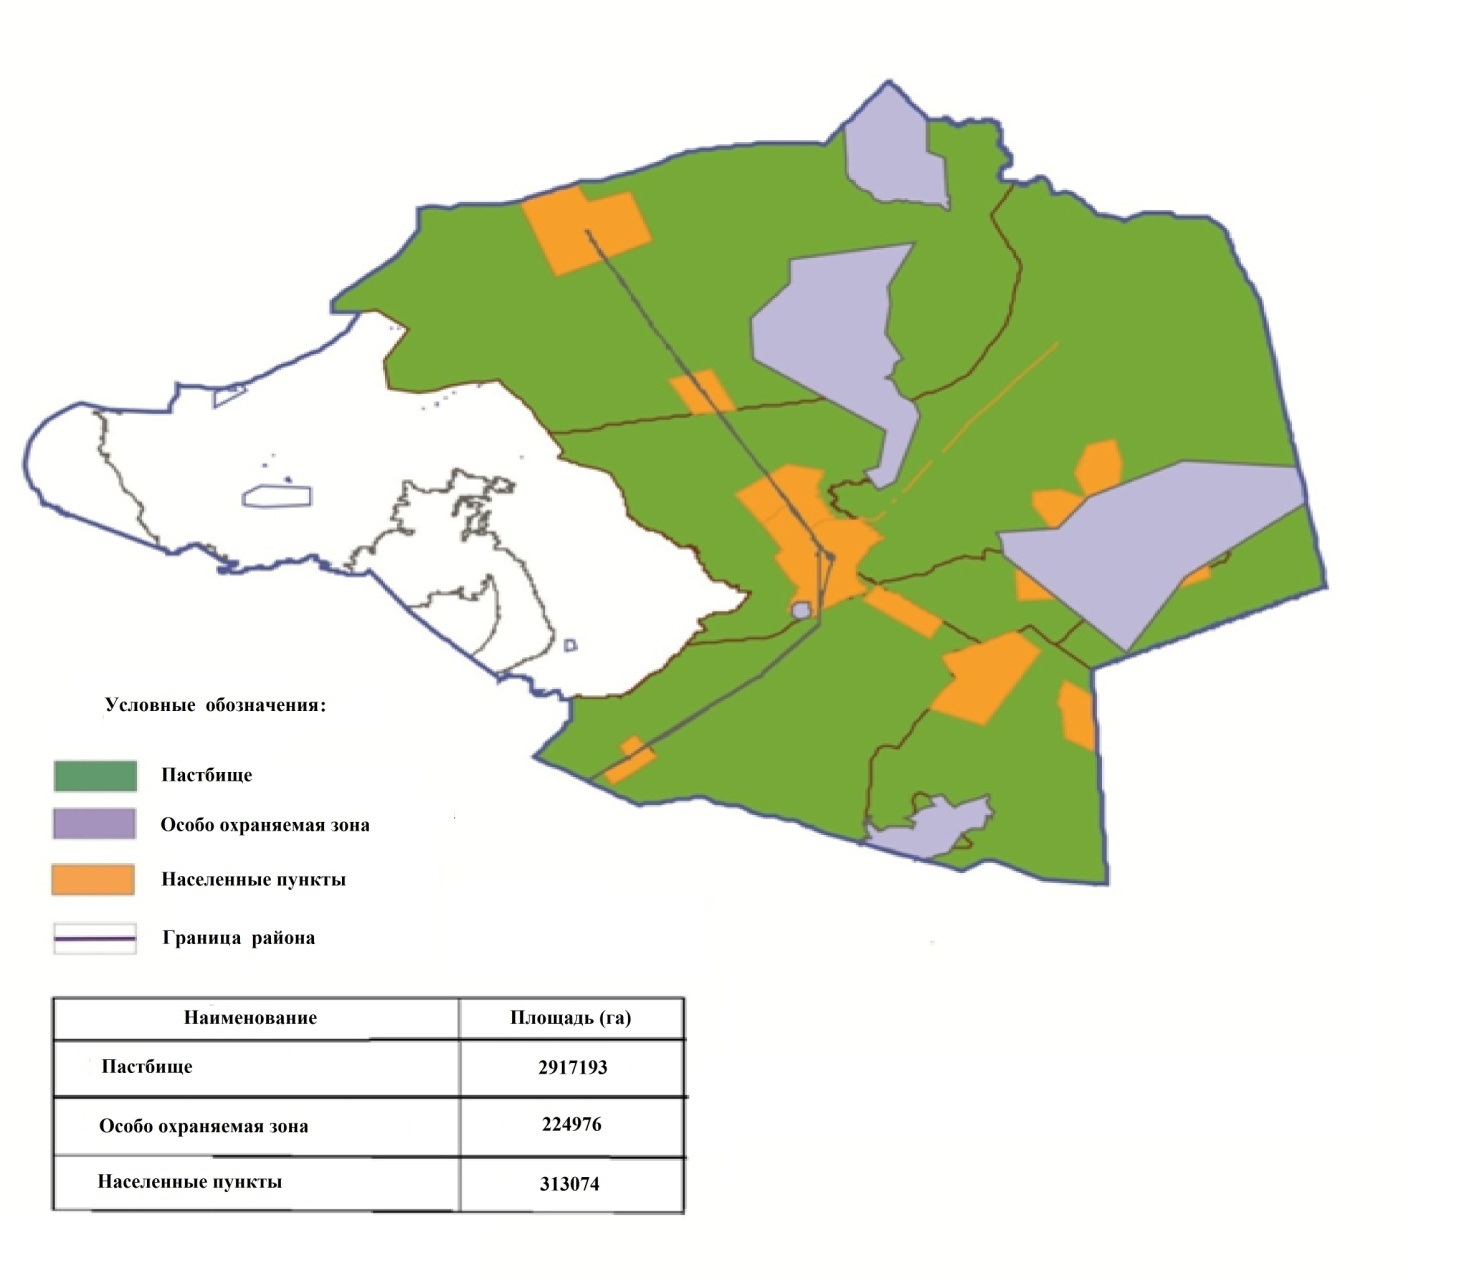 Условные обозначения:
Пастбище
Особо охраняемая зона
Населенные пункты
Граница района
Наименование Площадь (га)
Пастбище 2917193
Особо охраняемая зона 224976
Населенные пункты 313074